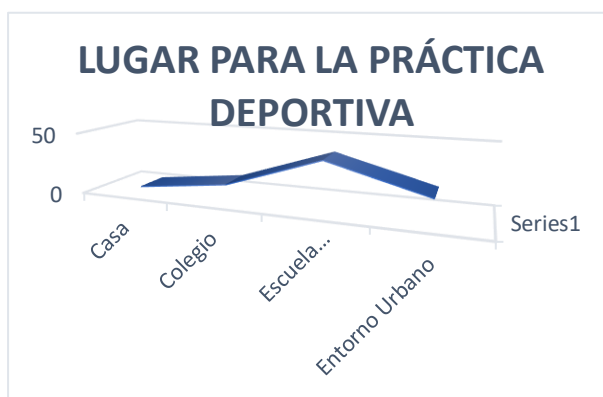 LUGAR PARA LA PRÁCTICA
DEPORTIVA
50
0
Casa
Colegio
Escuela...
Entorno Urbano
Series1